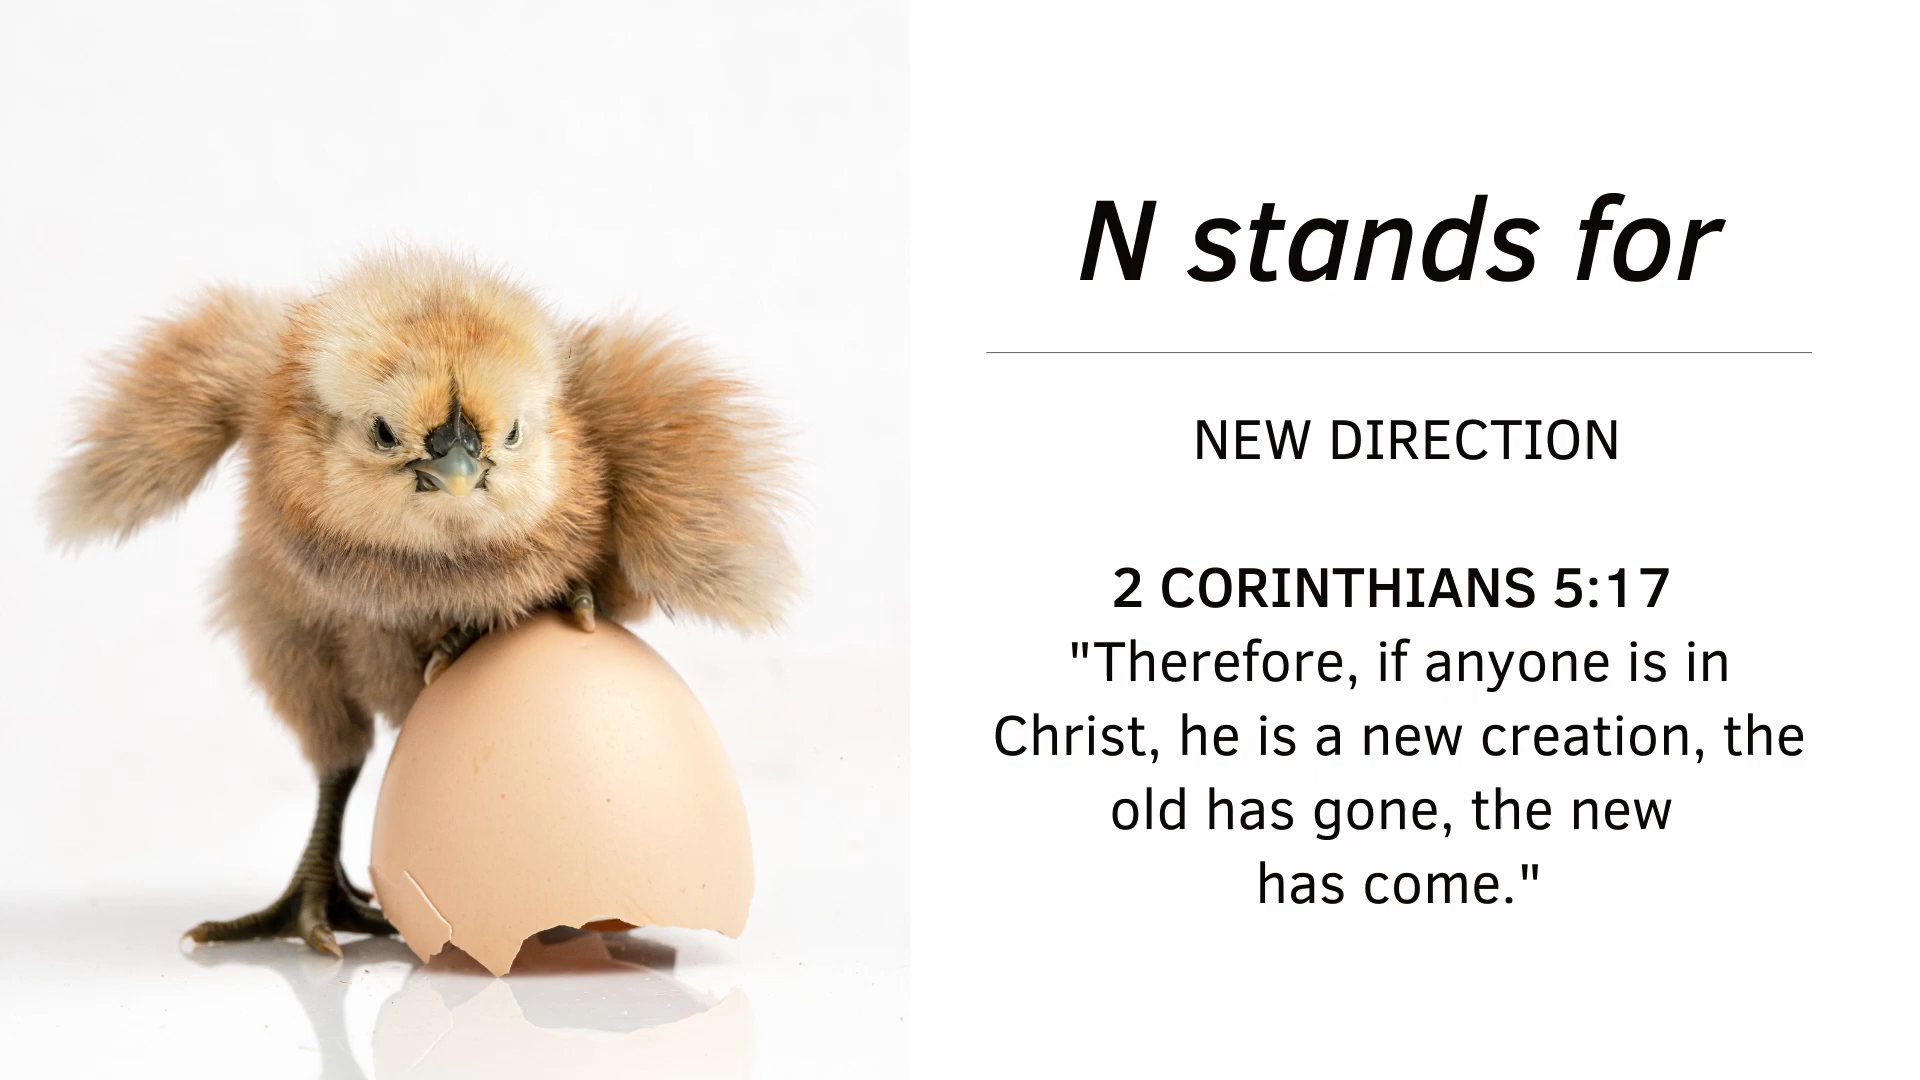 N stands for
NEW DIRECTION
2 CORINTHIANS 5:17
"Therefore, if anyone is in
Christ, he is a new creation, the
old has gone, the new
has come."